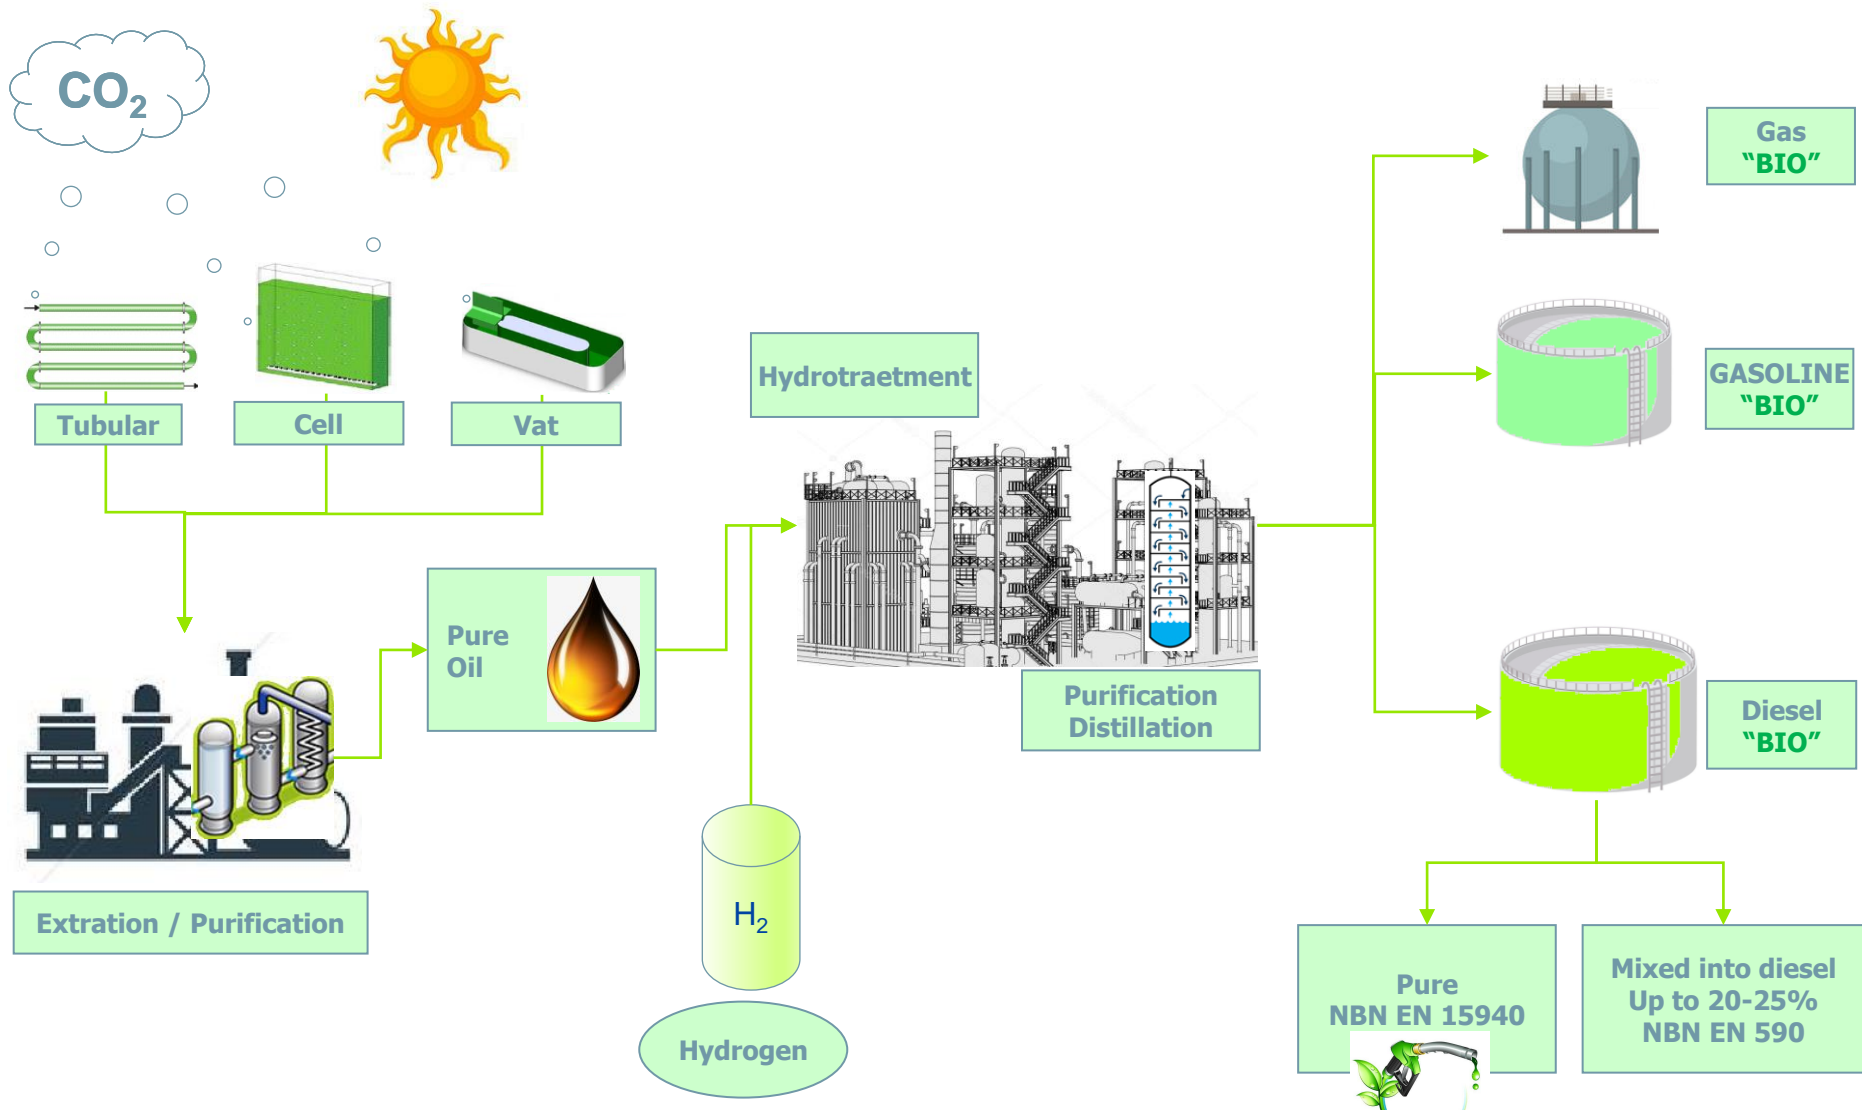 CO₂
Tubular
Cell
Vat
Extration / Purification
Pure
Oil
Hydrotraetment
H₂
Hydrogen
Purification
Distillation
Gas
“BIO”
GASOLINE
“BIO”
Diesel
“BIO”
Pure
NBN EN 15940
Mixed into diesel
Up to 20-25%
NBN EN 590